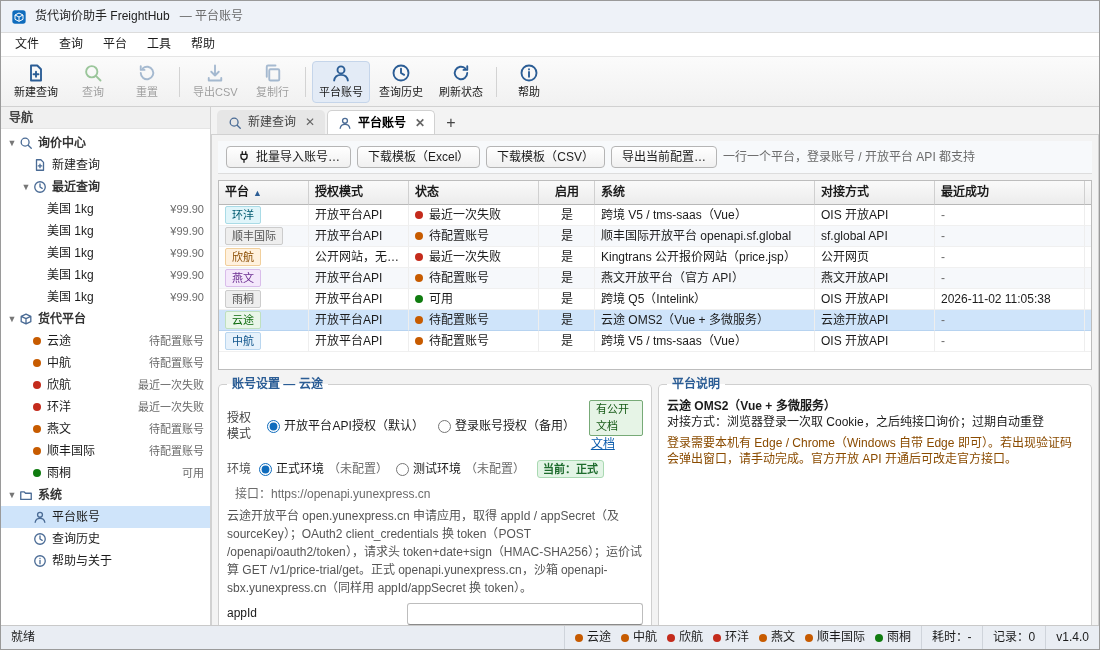 货代询价助手 FreightHub — 平台账号
文件 查询 平台 工具 帮助
新建查询 查询 重置 导出CSV 复制行 平台账号 查询历史 刷新状态 帮助
导航
询价中心
新建查询
最近查询
美国 1kg ¥99.90
美国 1kg ¥99.90
美国 1kg ¥99.90
美国 1kg ¥99.90
美国 1kg ¥99.90
货代平台
云途 待配置账号
中航 待配置账号
欣航 最近一次失败
环洋 最近一次失败
燕文 待配置账号
顺丰国际 待配置账号
雨桐 可用
系统
平台账号
查询历史
帮助与关于
新建查询 ✕ 平台账号 ✕ +
批量导入账号… 下载模板（Excel） 下载模板（CSV） 导出当前配置… 一行一个平台，登录账号 / 开放平台 API 都支持
平台 ▲ 授权模式 状态 启用 系统 对接方式 最近成功
环洋 开放平台API 最近一次失败 是 跨境 V5 / tms-saas（Vue） OIS 开放API -
顺丰国际 开放平台API 待配置账号 是 顺丰国际开放平台 openapi.sf.global sf.global API -
欣航 公开网站，无… 最近一次失败 是 Kingtrans 公开报价网站（price.jsp） 公开网页 -
燕文 开放平台API 待配置账号 是 燕文开放平台（官方 API） 燕文开放API -
雨桐 开放平台API 可用 是 跨境 Q5（Intelink） OIS 开放API 2026-11-02 11:05:38
云途 开放平台API 待配置账号 是 云途 OMS2（Vue + 多微服务） 云途开放API -
中航 开放平台API 待配置账号 是 跨境 V5 / tms-saas（Vue） OIS 开放API -
账号设置 — 云途
授权模式 开放平台API授权（默认） 登录账号授权（备用） 有公开文档 文档
环境 正式环境 （未配置） 测试环境 （未配置） 当前：正式
接口：https://openapi.yunexpress.cn
云途开放平台 open.yunexpress.cn 申请应用，取得 appId / appSecret（及
sourceKey）；OAuth2 client_credentials 换 token（POST
/openapi/oauth2/token），请求头 token+date+sign（HMAC-SHA256）；运价试
算 GET /v1/price-trial/get。正式 openapi.yunexpress.cn，沙箱 openapi-
sbx.yunexpress.cn（同样用 appId/appSecret 换 token）。
appId
平台说明
云途 OMS2（Vue + 多微服务）
对接方式：浏览器登录一次取 Cookie，之后纯接口询价；过期自动重登
登录需要本机有 Edge / Chrome（Windows 自带 Edge 即可）。若出现验证码
会弹出窗口，请手动完成。官方开放 API 开通后可改走官方接口。
就绪 云途 中航 欣航 环洋 燕文 顺丰国际 雨桐 耗时：- 记录：0 v1.4.0